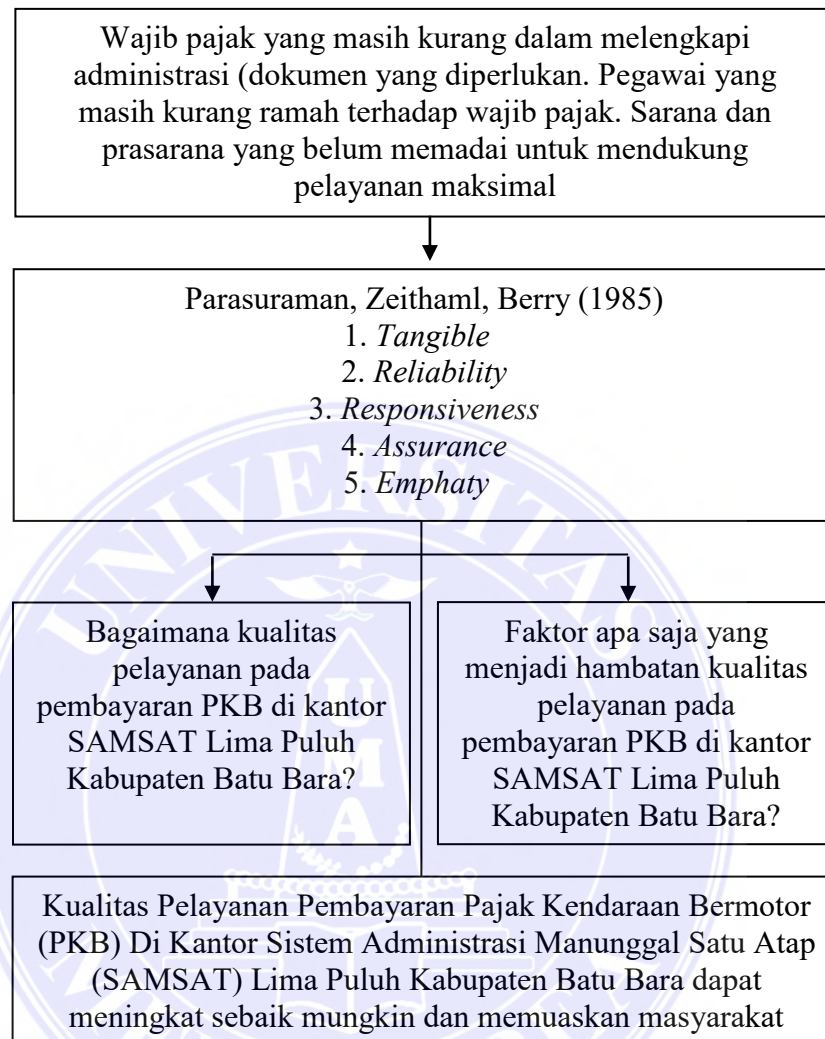 Wajib pajak yang masih kurang dalam melengkapi
administrasi (dokumen yang diperlukan. Pegawai yang
masih kurang ramah terhadap wajib pajak. Sarana dan
prasarana yang belum memadai untuk mendukung
pelayanan maksimal
Parasuraman, Zeithaml, Berry (1985)
1. Tangible
2. Reliability
3. Responsiveness
4. Assurance
5. Emphaty
Bagaimana kualitas
pelayanan pada
pembayaran PKB di kantor
SAMSAT Lima Puluh
Kabupaten Batu Bara?
Faktor apa saja yang
menjadi hambatan kualitas
pelayanan pada
pembayaran PKB di kantor
SAMSAT Lima Puluh
Kabupaten Batu Bara?
Kualitas Pelayanan Pembayaran Pajak Kendaraan Bermotor
(PKB) Di Kantor Sistem Administrasi Manunggal Satu Atap
(SAMSAT) Lima Puluh Kabupaten Batu Bara dapat
meningkat sebaik mungkin dan memuaskan masyarakat
UNIVERSITAS
U
M
A